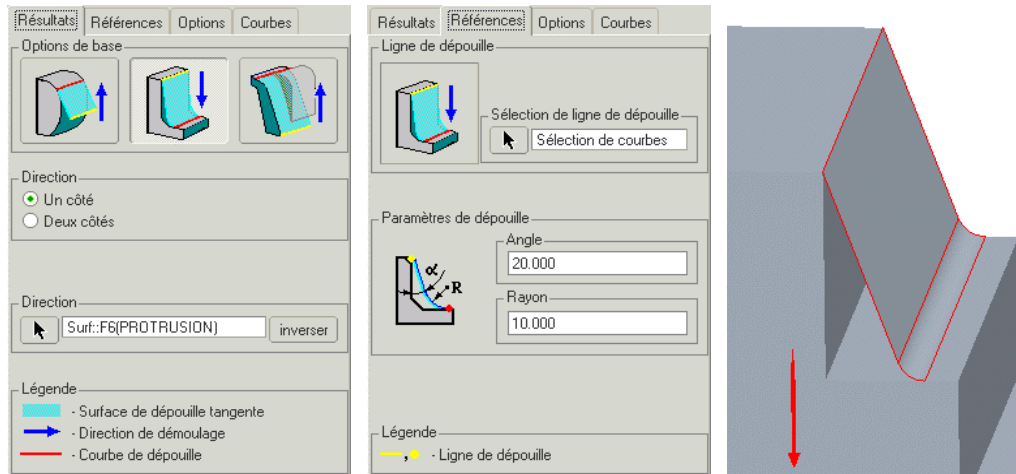 Résultats Références Options Courbes
Options de base
Direction
Un côté
Deux côtés
Direction
Surf::F6(PROTRUSION) inverser
Légende
- Surface de dépouille tangente
- Direction de démoulage
- Courbe de dépouille
Résultats Références Options Courbes
Ligne de dépouille
Sélection de ligne de dépouille
Sélection de courbes
Paramètres de dépouille
α
R
Angle
20.000
Rayon
10.000
Légende
, - Ligne de dépouille